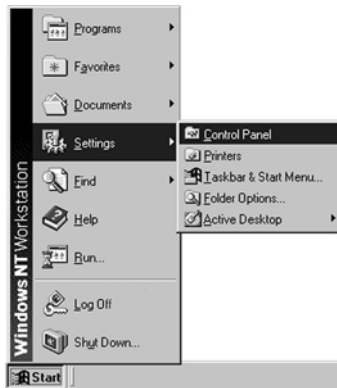 Programs
Favorites
Documents
Settings
Find
Help
Run...
Log Off
Shut Down...
Windows NT Workstation
Control Panel
Printers
Taskbar & Start Menu...
Folder Options...
Active Desktop
Start